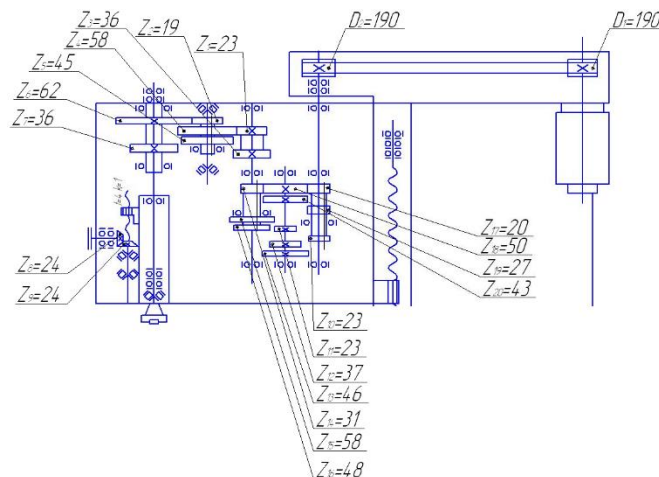 Z₃=36
Z₂=19
Z₁=23
Z₄=58
Z₅=45
Z₆=62
Z₇=36
D₂=190
D₁=190
Z₈=24
Z₉=24
Z₁₇=20
Z₁₈=50
Z₁₉=27
Z₂₀=43
Z₁₀=23
Z₁₁=23
Z₁₂=37
Z₁₃=46
Z₁₄=31
Z₁₅=58
Z₁₆=48